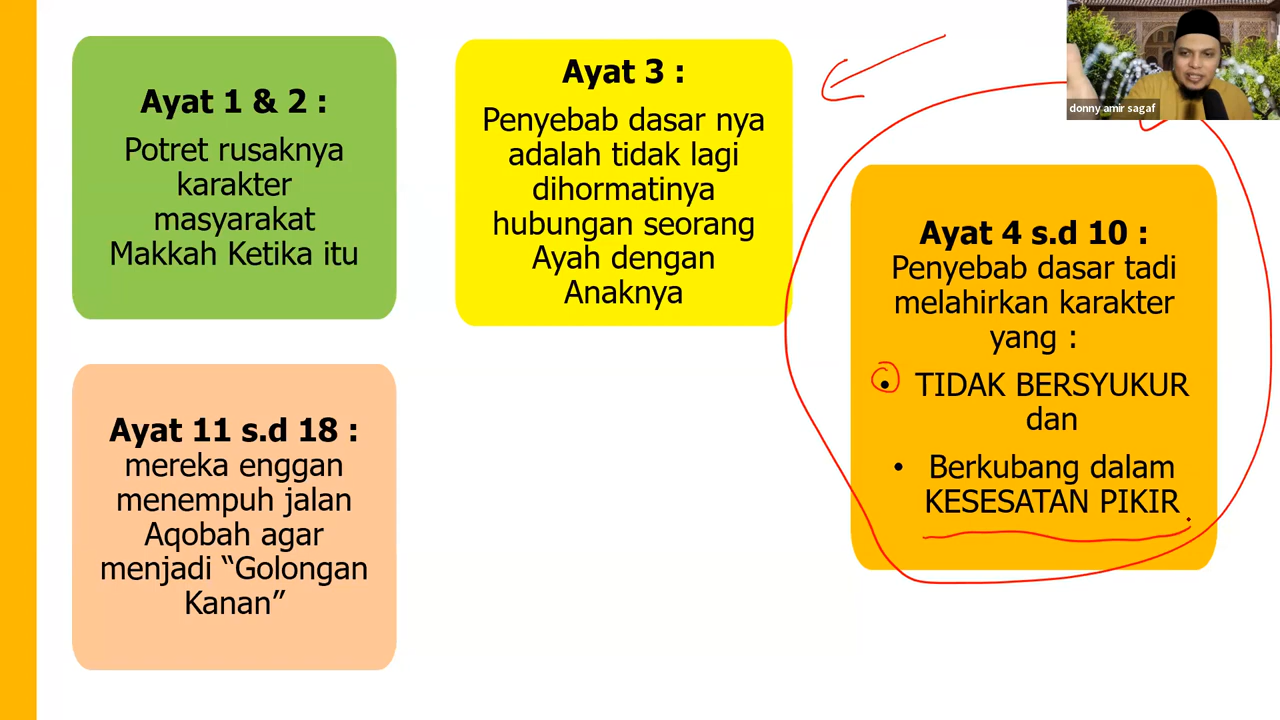 Ayat 1 & 2 :
Potret rusaknya
karakter
masyarakat
Makkah Ketika itu
Ayat 3 :
Penyebab dasar nya
adalah tidak lagi
dihormatinya
hubungan seorang
Ayah dengan
Anaknya
donny amir sagaf
Ayat 4 s.d 10 :
Penyebab dasar tadi
melahirkan karakter
yang :
• TIDAK BERSYUKUR
dan
• Berkubang dalam
KESESATAN PIKIR
Ayat 11 s.d 18 :
mereka enggan
menempuh jalan
Aqobah agar
menjadi “Golongan
Kanan”